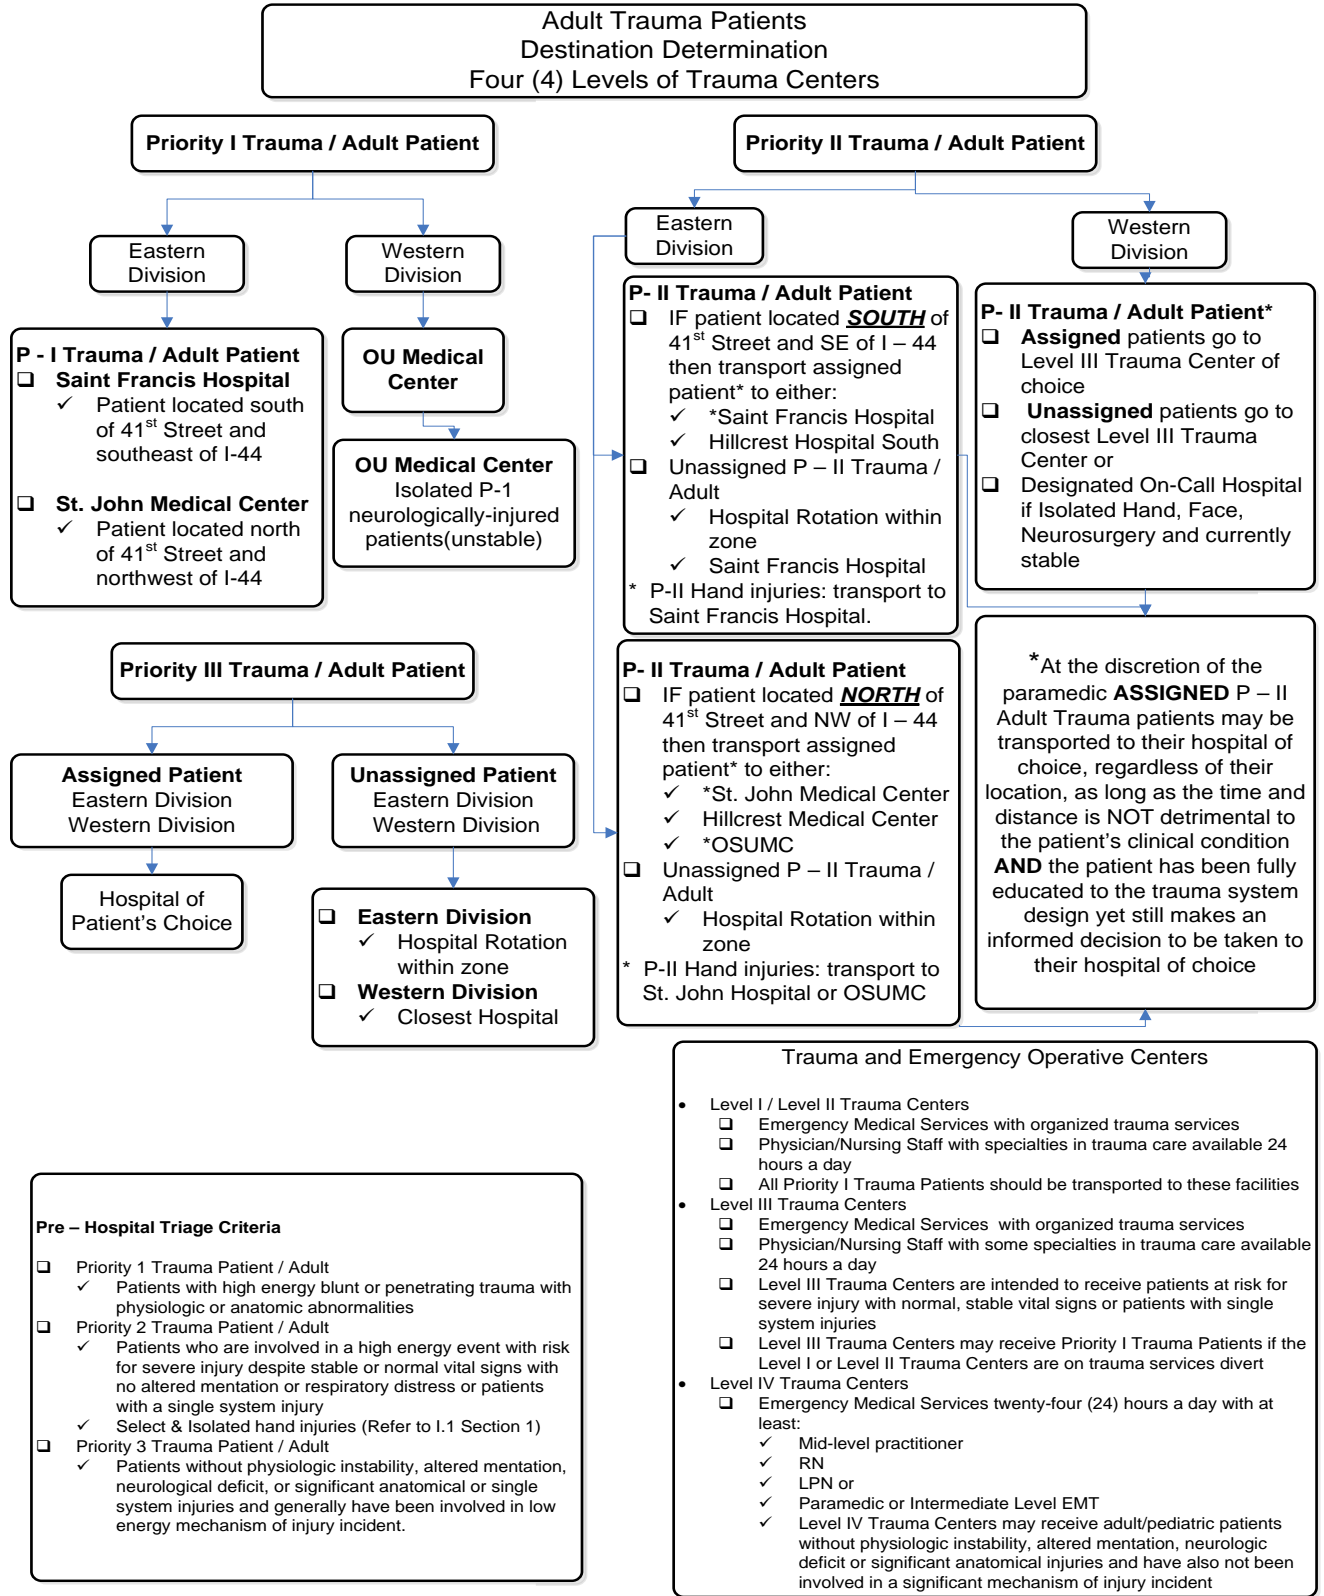 Adult Trauma Patients
Destination Determination
Four (4) Levels of Trauma Centers
Priority I Trauma / Adult Patient
Eastern
Division
Western
Division
P - I Trauma / Adult Patient
❑ Saint Francis Hospital
✓ Patient located south
of 41st Street and
southeast of I-44
❑ St. John Medical Center
✓ Patient located north
of 41st Street and
northwest of I-44
OU Medical
Center
OU Medical Center
Isolated P-1
neurologically-injured
patients(unstable)
Priority II Trauma / Adult Patient
Eastern
Division
Western
Division
P- II Trauma / Adult Patient
❑ IF patient located SOUTH of
41st Street and SE of I – 44
then transport assigned
patient* to either:
✓ *Saint Francis Hospital
✓ Hillcrest Hospital South
❑ Unassigned P – II Trauma /
Adult
✓ Hospital Rotation within
zone
✓ Saint Francis Hospital
* P-II Hand injuries: transport to
Saint Francis Hospital.
P- II Trauma / Adult Patient*
❑ Assigned patients go to
Level III Trauma Center of
choice
❑ Unassigned patients go to
closest Level III Trauma
Center or
❑ Designated On-Call Hospital
if Isolated Hand, Face,
Neurosurgery and currently
stable
P- II Trauma / Adult Patient
❑ IF patient located NORTH of
41st Street and NW of I – 44
then transport assigned
patient* to either:
✓ *St. John Medical Center
✓ Hillcrest Medical Center
✓ *OSUMC
❑ Unassigned P – II Trauma /
Adult
✓ Hospital Rotation within
zone
* P-II Hand injuries: transport to
St. John Hospital or OSUMC
*At the discretion of the
paramedic ASSIGNED P – II
Adult Trauma patients may be
transported to their hospital of
choice, regardless of their
location, as long as the time and
distance is NOT detrimental to
the patient's clinical condition
AND the patient has been fully
educated to the trauma system
design yet still makes an
informed decision to be taken to
their hospital of choice
Priority III Trauma / Adult Patient
Assigned Patient
Eastern Division
Western Division
Hospital of
Patient's Choice
Unassigned Patient
Eastern Division
Western Division
❑ Eastern Division
✓ Hospital Rotation
within zone
❑ Western Division
✓ Closest Hospital
Pre – Hospital Triage Criteria
❑ Priority 1 Trauma Patient / Adult
✓ Patients with high energy blunt or penetrating trauma with
physiologic or anatomic abnormalities
❑ Priority 2 Trauma Patient / Adult
✓ Patients who are involved in a high energy event with risk
for severe injury despite stable or normal vital signs with
no altered mentation or respiratory distress or patients
with a single system injury
✓ Select & Isolated hand injuries (Refer to I.1 Section 1)
❑ Priority 3 Trauma Patient / Adult
✓ Patients without physiologic instability, altered mentation,
neurological deficit, or significant anatomical or single
system injuries and generally have been involved in low
energy mechanism of injury incident.
Trauma and Emergency Operative Centers
• Level I / Level II Trauma Centers
❑ Emergency Medical Services with organized trauma services
❑ Physician/Nursing Staff with specialties in trauma care available 24
hours a day
❑ All Priority I Trauma Patients should be transported to these facilities
• Level III Trauma Centers
❑ Emergency Medical Services with organized trauma services
❑ Physician/Nursing Staff with some specialties in trauma care available
24 hours a day
❑ Level III Trauma Centers are intended to receive patients at risk for
severe injury with normal, stable vital signs or patients with single
system injuries
❑ Level III Trauma Centers may receive Priority I Trauma Patients if the
Level I or Level II Trauma Centers are on trauma services divert
• Level IV Trauma Centers
❑ Emergency Medical Services twenty-four (24) hours a day with at
least:
✓ Mid-level practitioner
✓ RN
✓ LPN or
✓ Paramedic or Intermediate Level EMT
✓ Level IV Trauma Centers may receive adult/pediatric patients
without physiologic instability, altered mentation, neurologic
deficit or significant anatomical injuries and have also not been
involved in a significant mechanism of injury incident